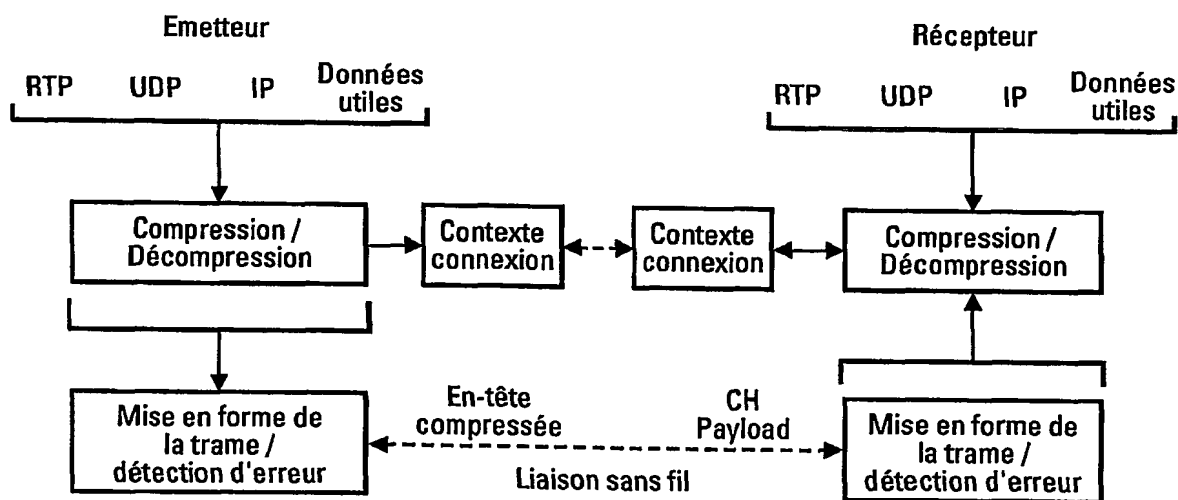 Emetteur
Récepteur
RTP UDP IP Données utiles
RTP UDP IP Données utiles
Compression /
Décompression
Contexte
connexion
Contexte
connexion
Compression /
Décompression
Mise en forme de
la trame /
détection d'erreur
En-tête
compressée
CH
Payload
Liaison sans fil
Mise en forme de
la trame /
détection d'erreur